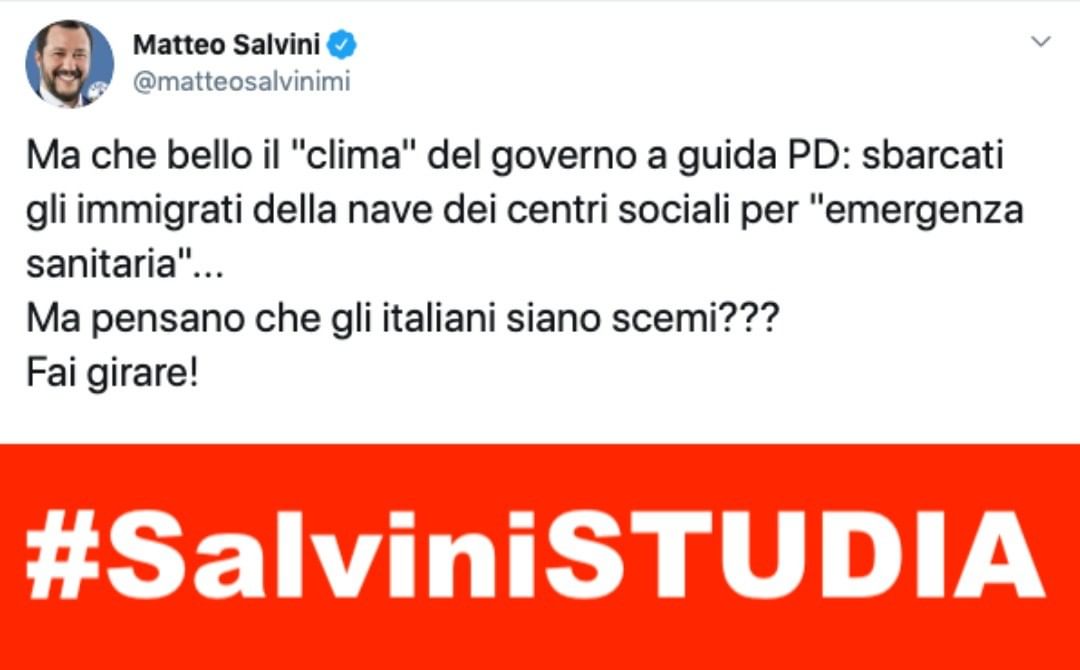 Matteo Salvini
@matteosalvinimi
Ma che bello il "clima" del governo a guida PD: sbarcati
gli immigrati della nave dei centri sociali per "emergenza
sanitaria"...
Ma pensano che gli italiani siano scemi???
Fai girare!
#SalviniSTUDIA